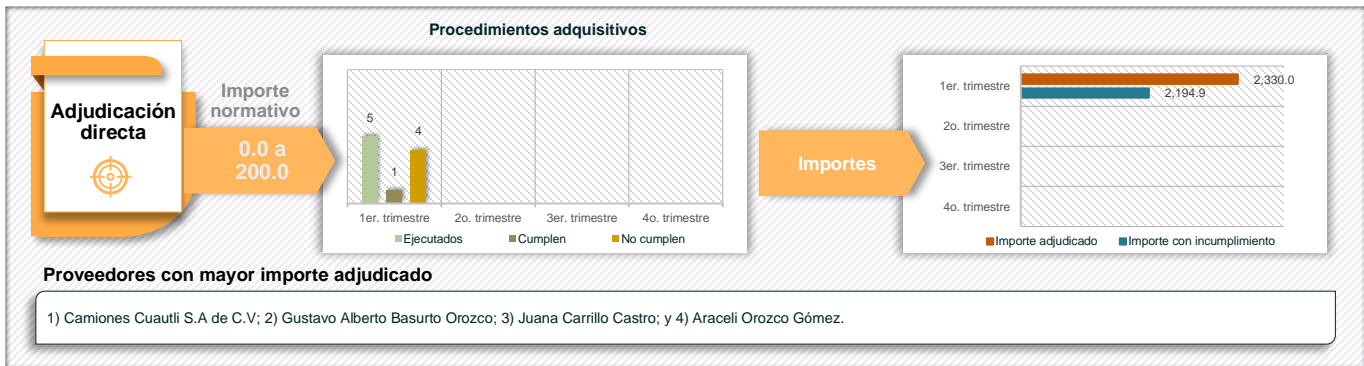 Procedimientos adquisitivos
Adjudicación
directa
Importe
normativo
0.0 a
200.0
5
1
4
1er. trimestre
2o. trimestre
3er. trimestre
4o. trimestre
Ejecutados
Cumplen
No cumplen
Importes
1er. trimestre
2,330.0
2,194.9
2o. trimestre
3er. trimestre
4o. trimestre
Importe adjudicado
Importe con incumplimiento
Proveedores con mayor importe adjudicado
1) Camiones Cuautli S.A de C.V; 2) Gustavo Alberto Basurto Orozco; 3) Juana Carrillo Castro; y 4) Araceli Orozco Gómez.